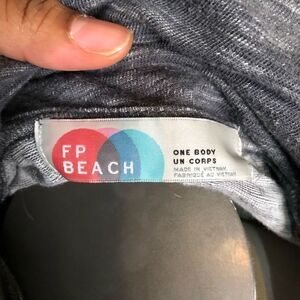 FP
BEACH
ONE BODY
UN CORPS
MADE IN VIETNAM
FABRIQUÉ AU VIETNAM